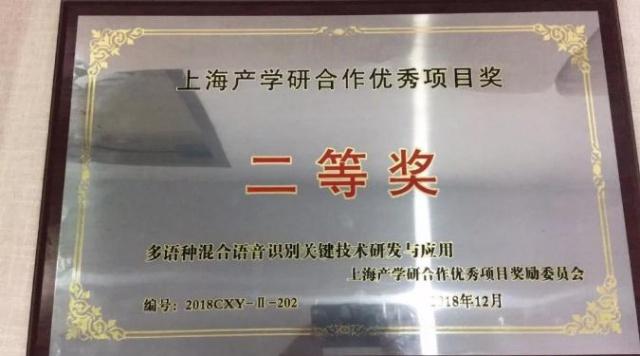 上海产学研合作优秀项目奖
二等奖
多语种混合语音识别关键技术研发与应用
上海产学研合作优秀项目奖励委员会
编号：2018CXY-Ⅱ-202 2018年12月